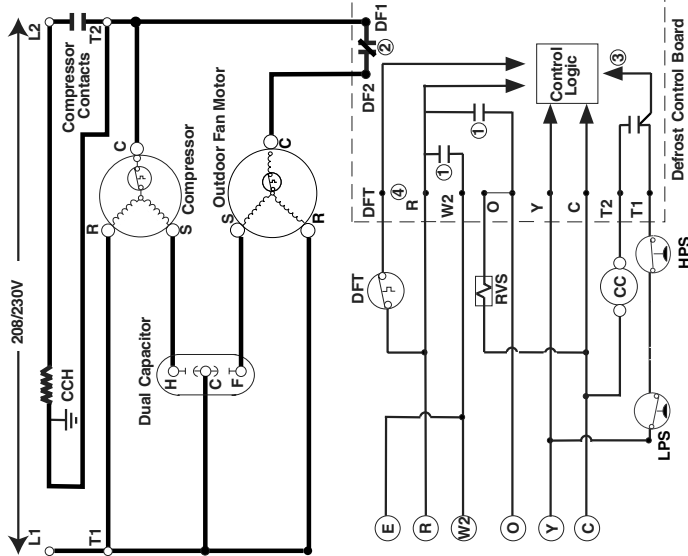 208/230V
L1
L2
CCH
Compressor
Contacts
T1
T2
R
C
S
Compressor
Dual Capacitor
H
C
F
Outdoor Fan Motor
S
C
R
DF2
DF1
2
E
R
W2
O
Y
C
DFT
RVS
CC
LPS
HPS
DFT
4
R
W2
O
Y
C
T2
T1
1
1
Control
Logic
3
Defrost Control Board